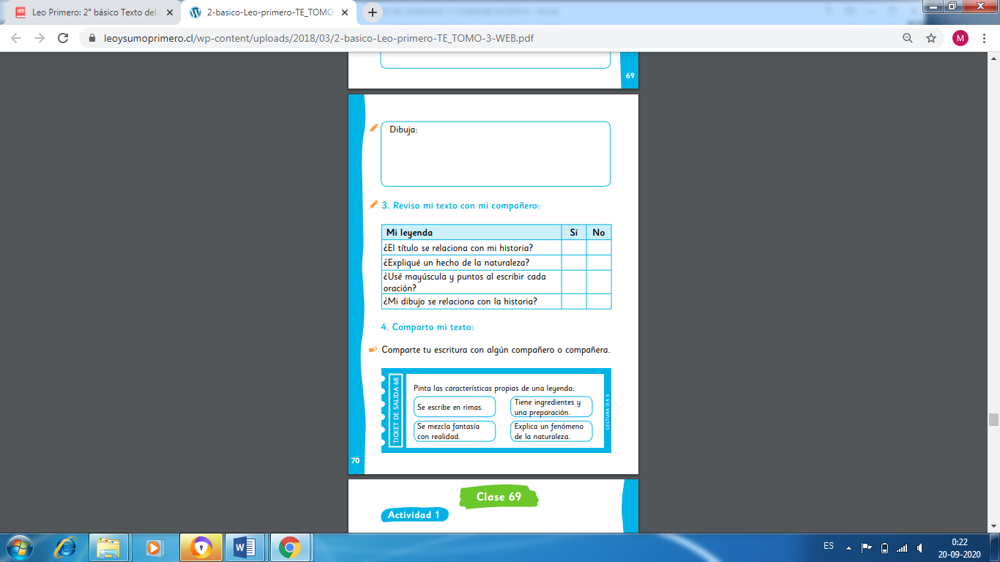 Leo Primero: 2° básico Texto del
2-basico-Leo-primero-TE_TOMO-
leoysumoprimero.cl/wp-content/uploads/2018/03/2-basico-Leo-primero-TE_TOMO-3-WEB.pdf
M
69
Dibuja:
3. Reviso mi texto con mi compañero:
Mi leyenda Sí No
¿El título se relaciona con mi historia?
¿Expliqué un hecho de la naturaleza?
¿Usé mayúscula y puntos al escribir cada
oración?
¿Mi dibujo se relaciona con la historia?
4. Comparto mi texto:
Comparte tu escritura con algún compañero o compañera.
TICKET DE SALIDA 68
Pinta las características propias de una leyenda:
Se escribe en rimas.
Tiene ingredientes y
una preparación.
Se mezcla fantasía
con realidad.
Explica un fenómeno
de la naturaleza.
LECTURA OA 5
70
Clase 69
Actividad 1
ES
0:22
20-09-2020